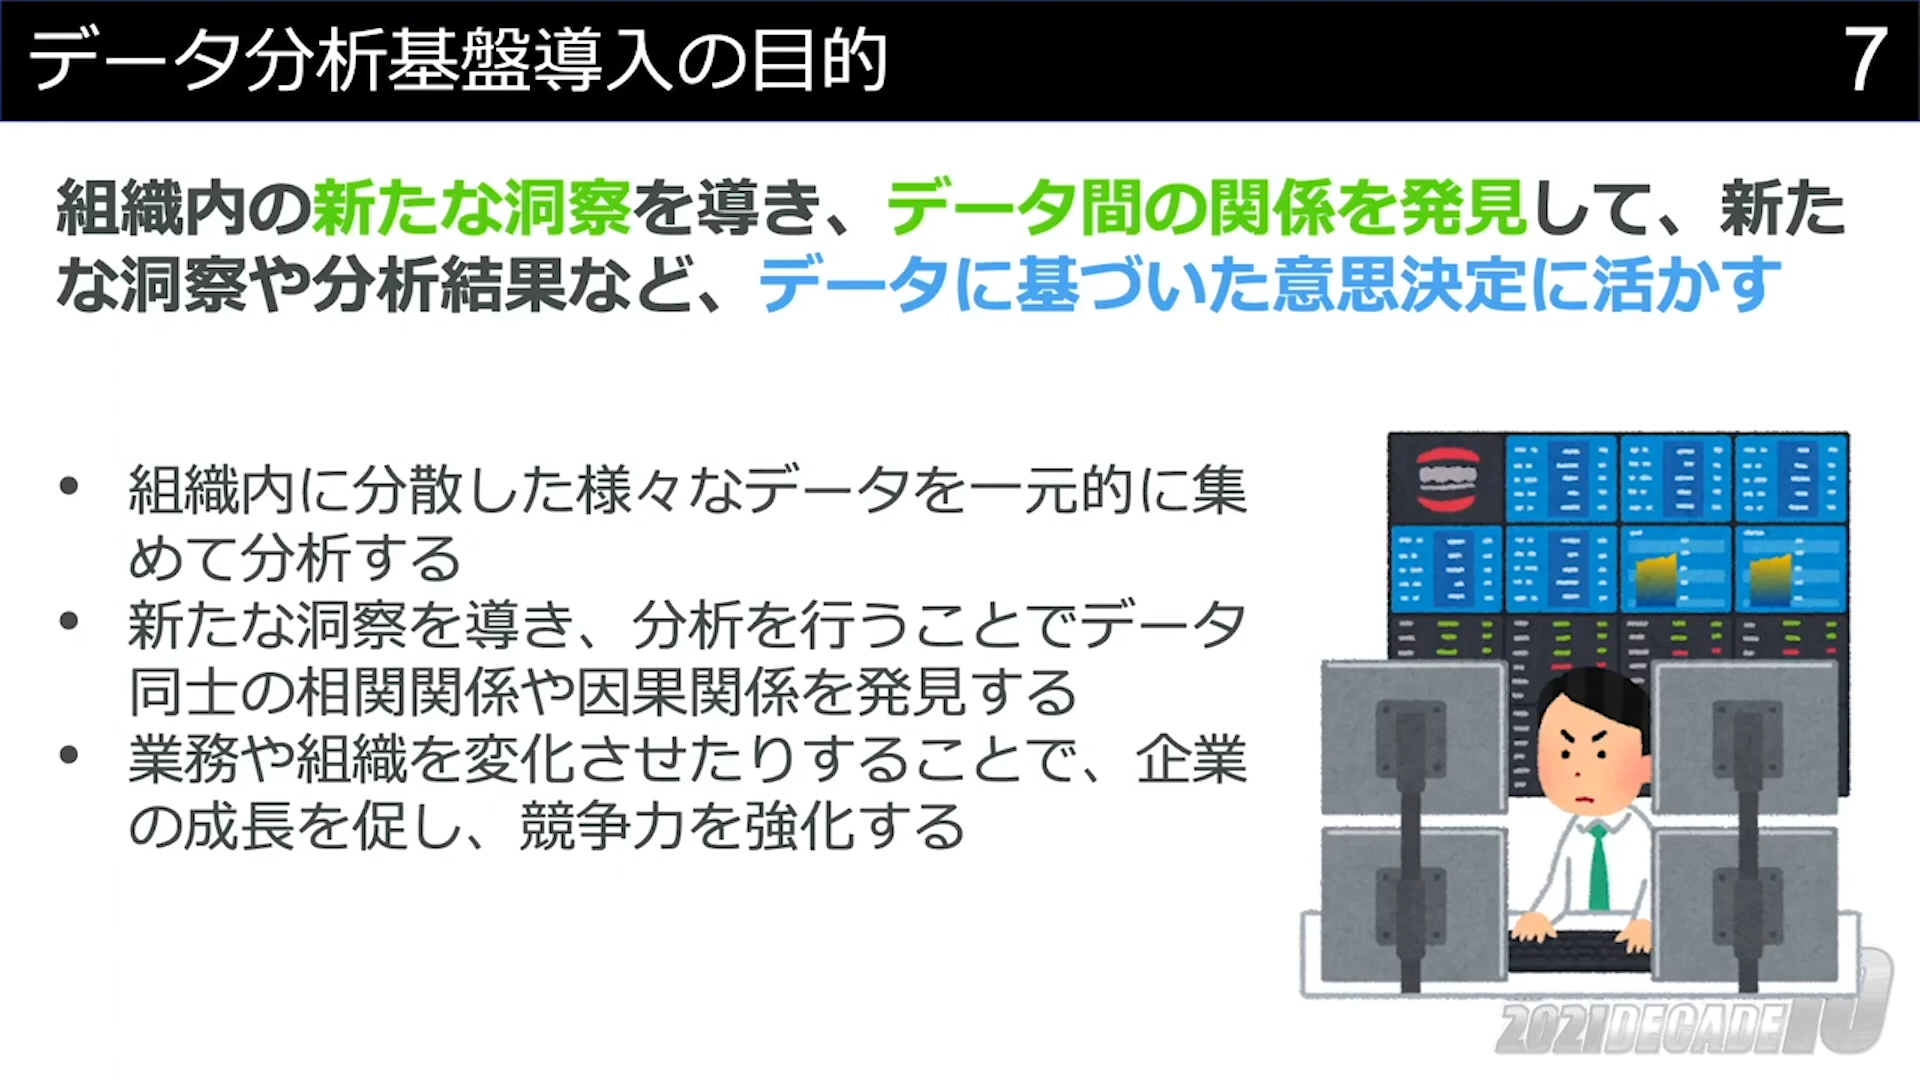 データ分析基盤導入の目的
7
組織内の新たな洞察を導き、データ間の関係を発見して、新た
な洞察や分析結果など、データに基づいた意思決定に活かす
• 組織内に分散した様々なデータを一元的に集
めて分析する
• 新たな洞察を導き、分析を行うことでデータ
同士の相関関係や因果関係を発見する
• 業務や組織を変化させたりすることで、企業
の成長を促し、競争力を強化する
2021 DECADE 10